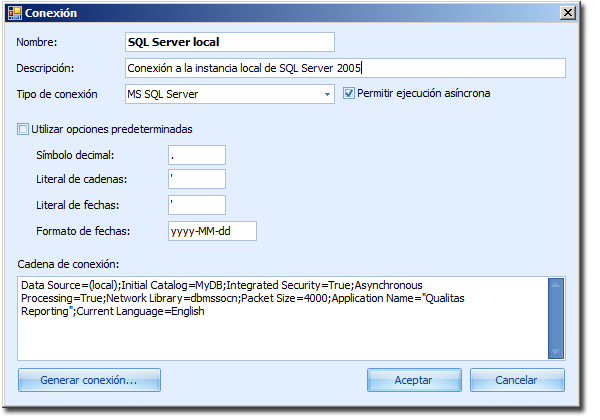 Conexión
Nombre: SQL Server local
Descripción: Conexión a la instancia local de SQL Server 2005
Tipo de conexión MS SQL Server Permitir ejecución asíncrona
Utilizar opciones predeterminadas
Símbolo decimal: .
Literal de cadenas: '
Literal de fechas: '
Formato de fechas: yyyy-MM-dd
Cadena de conexión:
Data Source=(local);Initial Catalog=MyDB;Integrated Security=True;Asynchronous
Processing=True;Network Library=dbmssocn;Packet Size=4000;Application Name="Qualitas
Reporting";Current Language=English
Generar conexión... Aceptar Cancelar